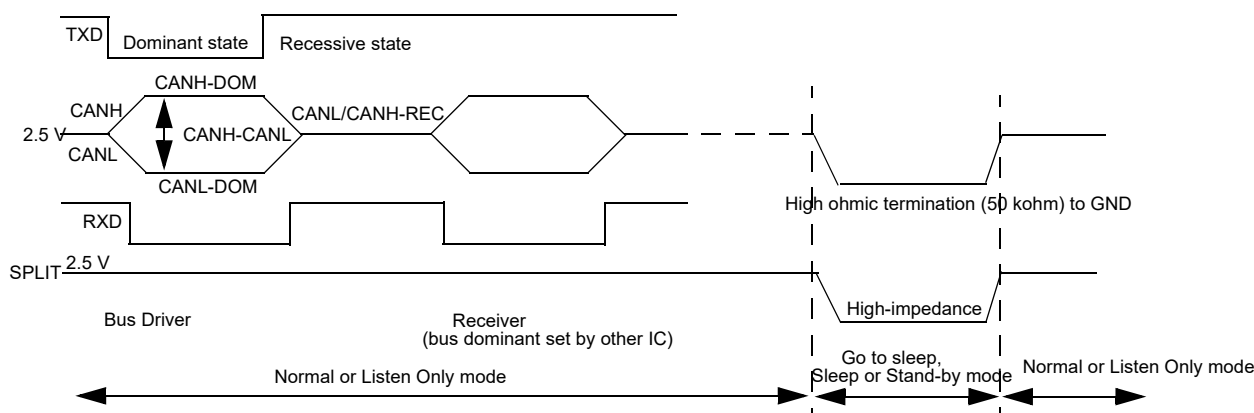 TXD
Dominant state
Recessive state
CANH-DOM
CANH
CANL/CANH-REC
2.5 V
CANH-CANL
CANL
CANL-DOM
High ohmic termination (50 kohm) to GND
RXD
2.5 V
SPLIT
High-impedance
Bus Driver
Receiver
(bus dominant set by other IC)
Go to sleep,
Sleep or Stand-by mode
Normal or Listen Only mode
Normal or Listen Only mode